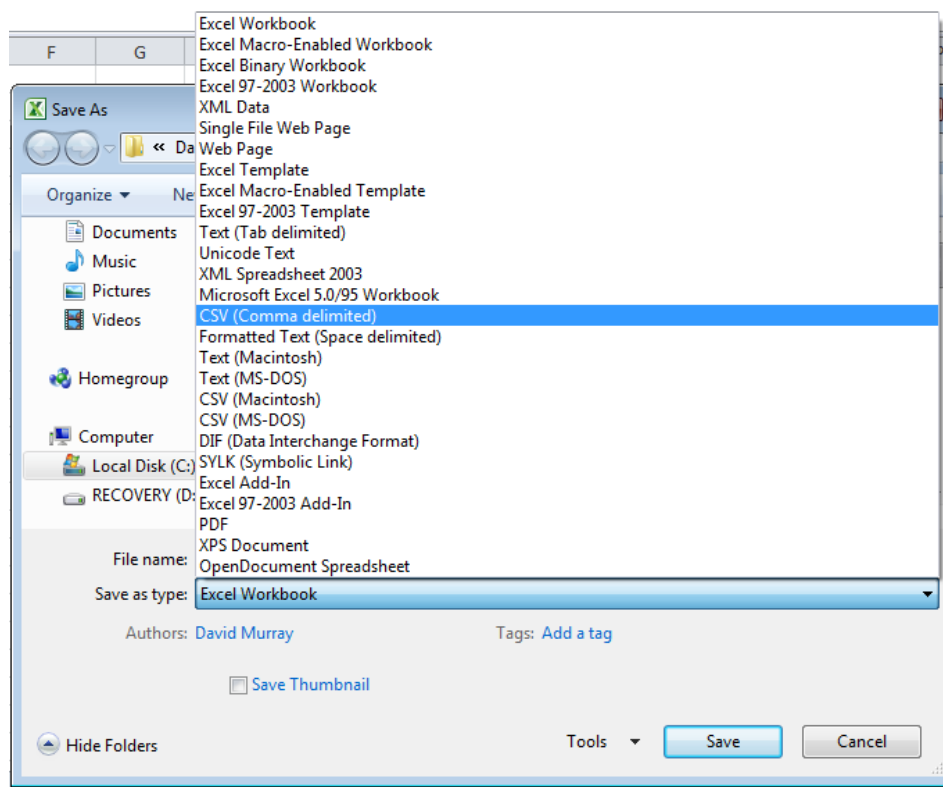 Excel Workbook
Excel Macro-Enabled Workbook
Excel Binary Workbook
Excel 97-2003 Workbook
XML Data
Single File Web Page
Web Page
Excel Template
Excel Macro-Enabled Template
Excel 97-2003 Template
Text (Tab delimited)
Unicode Text
XML Spreadsheet 2003
Microsoft Excel 5.0/95 Workbook
CSV (Comma delimited)
Formatted Text (Space delimited)
Text (Macintosh)
Text (MS-DOS)
CSV (Macintosh)
CSV (MS-DOS)
DIF (Data Interchange Format)
SYLK (Symbolic Link)
Excel Add-In
Excel 97-2003 Add-In
PDF
XPS Document
OpenDocument Spreadsheet
F G
Save As
« Da
Organize Ne
Documents
Music
Pictures
Videos
Homegroup
Computer
Local Disk (C:)
RECOVERY (D:
File name:
Save as type: Excel Workbook
Authors: David Murray Tags: Add a tag
Save Thumbnail
Hide Folders Tools Save Cancel